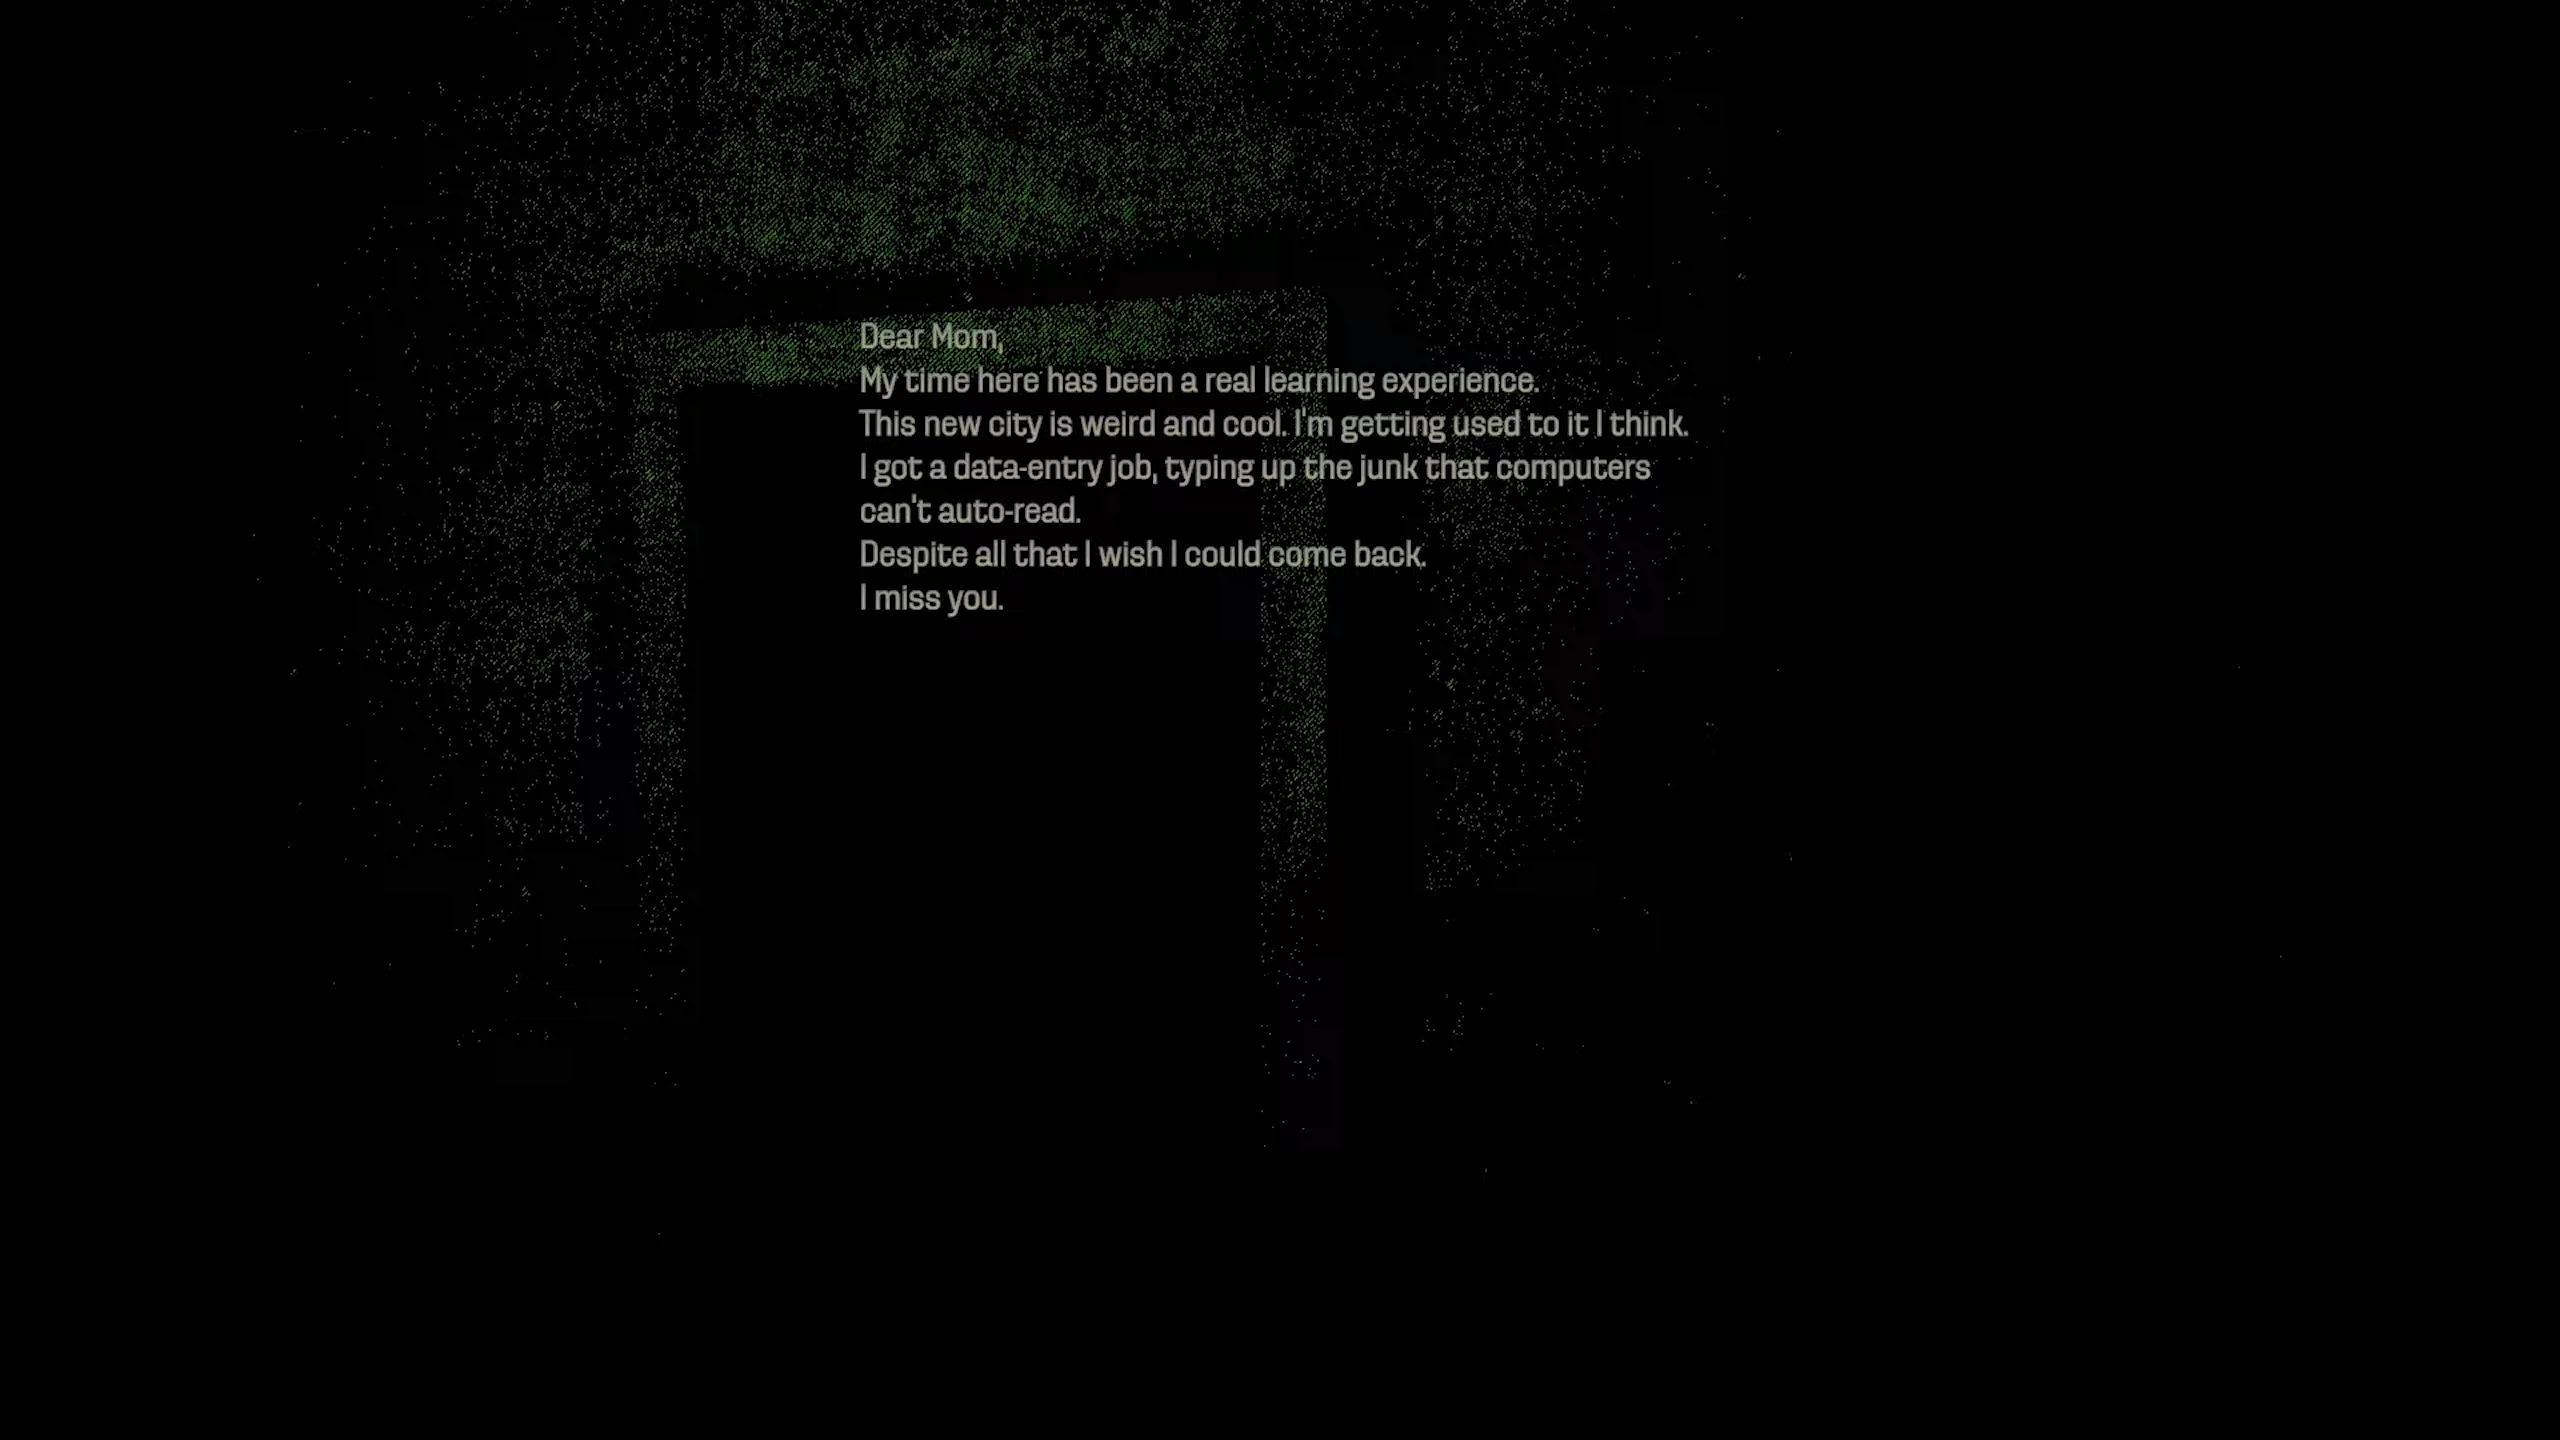 Dear Mom,
My time here has been a real learning experience.
This new city is weird and cool. I'm getting used to it I think.
I got a data-entry job, typing up the junk that computers
can't auto-read.
Despite all that I wish I could come back.
I miss you.